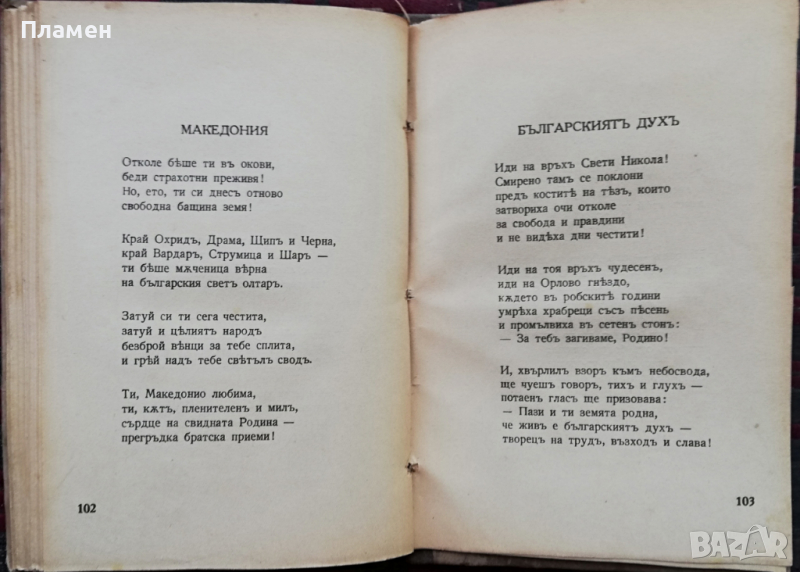 Пламен
МАКЕДОНИЯ
Отколе бѣше ти въ окови,
беди страхотни преживя!
Но, ето, ти си днесъ отново
свободна бащина земя!
Край Охридъ, Драма, Щипъ и Черна,
край Вардаръ, Струмица и Шаръ —
ти бѣше мѫченица вѣрна
на българския светъ олтаръ.
Затуй си ти сега честита,
затуй и цѣлиятъ народъ
безброй вѣнци за тебе сплита,
и грѣй надъ тебе свѣтълъ сводъ.
Ти, Македонио любима,
ти, кѫтъ, пленителенъ и милъ,
сърдце на свидната Родина —
прегръдка братска приеми!
102
БЪЛГАРСКИЯТЪ ДУХЪ
Иди на връхъ Свети Никола!
Смирено тамъ се поклони
предъ коститѣ на тѣзъ, които
затвориха очи отколе
за свобода и правдини
и не видѣха дни честити!
Иди на тоя връхъ чудесенъ,
иди на Орлово гнѣздо,
кѫдето въ робскитѣ години
умрѣха храбреци съсъ пѣсень
и промълвиха въ сетенъ стонъ:
— За тебъ загиваме, Родино!
И, хвърлилъ взоръ къмъ небосвода,
ще чуешъ говоръ, тихъ и глухъ —
потаенъ гласъ ще призовава:
— Пази и ти земята родна,
че живъ е българскиятъ духъ —
творецъ на трудъ, възходъ и слава!
103
BAZAR